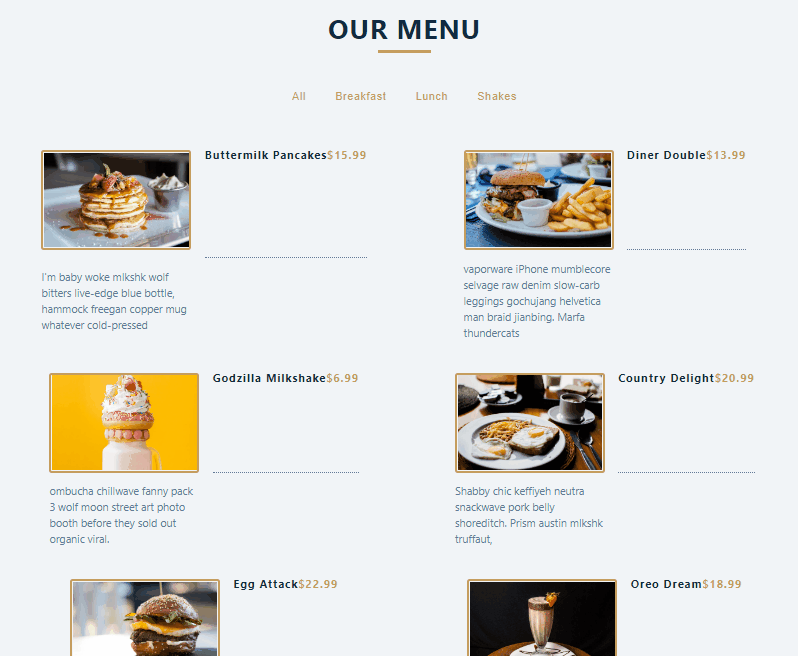 OUR MENU
All Breakfast Lunch Shakes
Buttermilk Pancakes$15.99
I'm baby woke mlkshk wolf
bitters live-edge blue bottle,
hammock freegan copper mug
whatever cold-pressed
Diner Double$13.99
vaporware iPhone mumblecore
selvage raw denim slow-carb
leggings gochujang helvetica
man braid jianbing. Marfa
thundercats
Godzilla Milkshake$6.99
ombucha chillwave fanny pack
3 wolf moon street art photo
booth before they sold out
organic viral.
Country Delight$20.99
Shabby chic keffiyeh neutra
snackwave pork belly
shoreditch. Prism austin mlkshk
truffaut,
Egg Attack$22.99
Oreo Dream$18.99